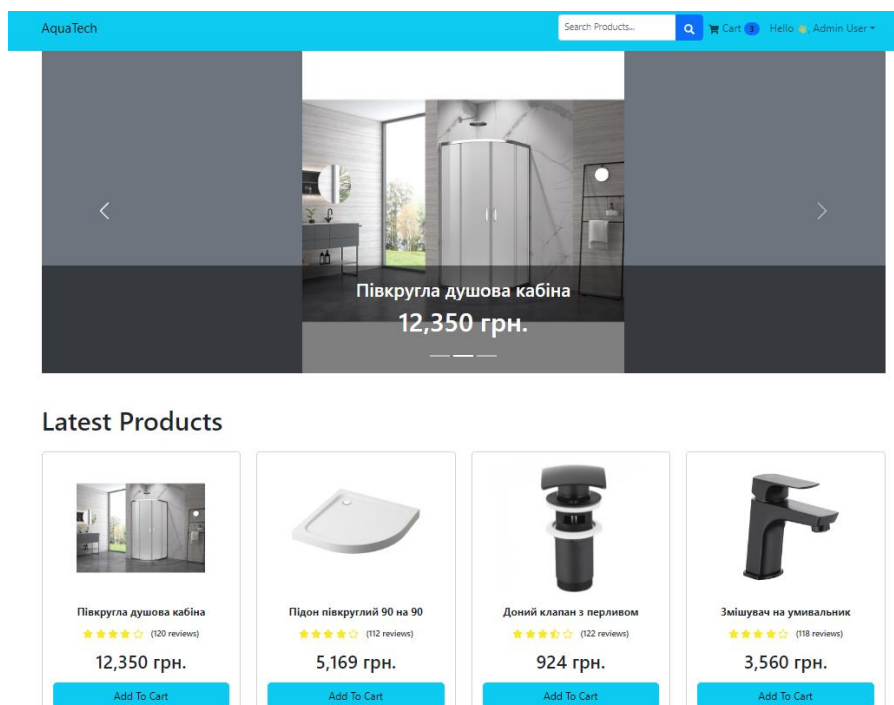 AquaTech
Search Products...
Cart 3
Hello 👋 Admin User
Півкругла душова кабіна
12,350 грн.
Latest Products
Півкругла душова кабіна
(120 reviews)
12,350 грн.
Add To Cart
Підон півкруглий 90 на 90
(112 reviews)
5,169 грн.
Add To Cart
Доний клапан з перливом
(122 reviews)
924 грн.
Add To Cart
Змішувач на умивальник
(118 reviews)
3,560 грн.
Add To Cart